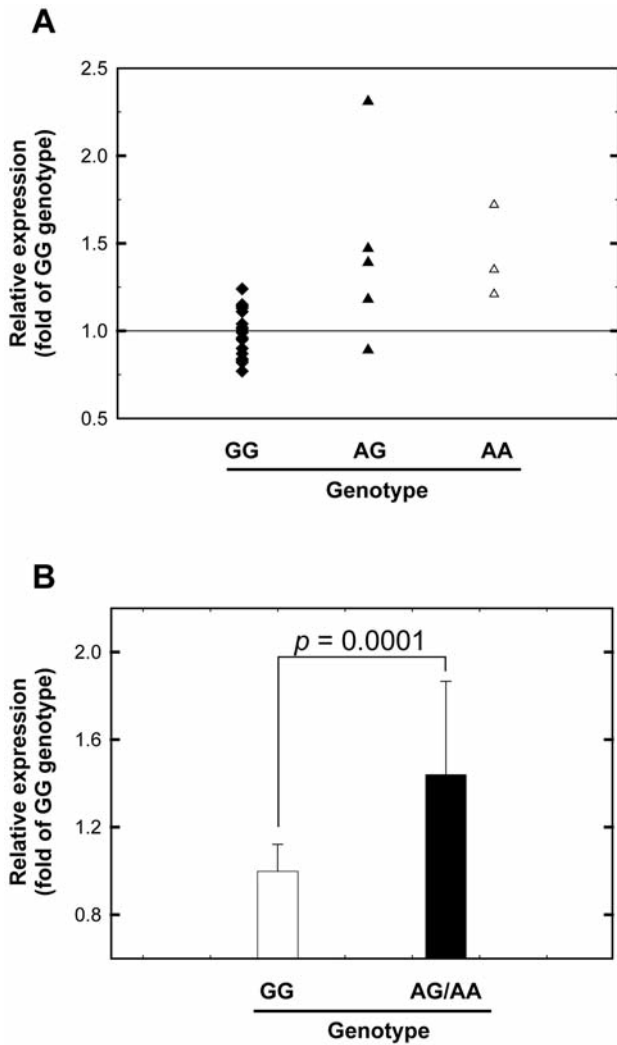 A
Relative expression
(fold of GG genotype)
2.5
2.0
1.5
1.0
0.5
GG AG AA
Genotype
B
Relative expression
(fold of GG genotype)
2.0
1.6
1.2
0.8
p = 0.0001
GG AG/AA
Genotype